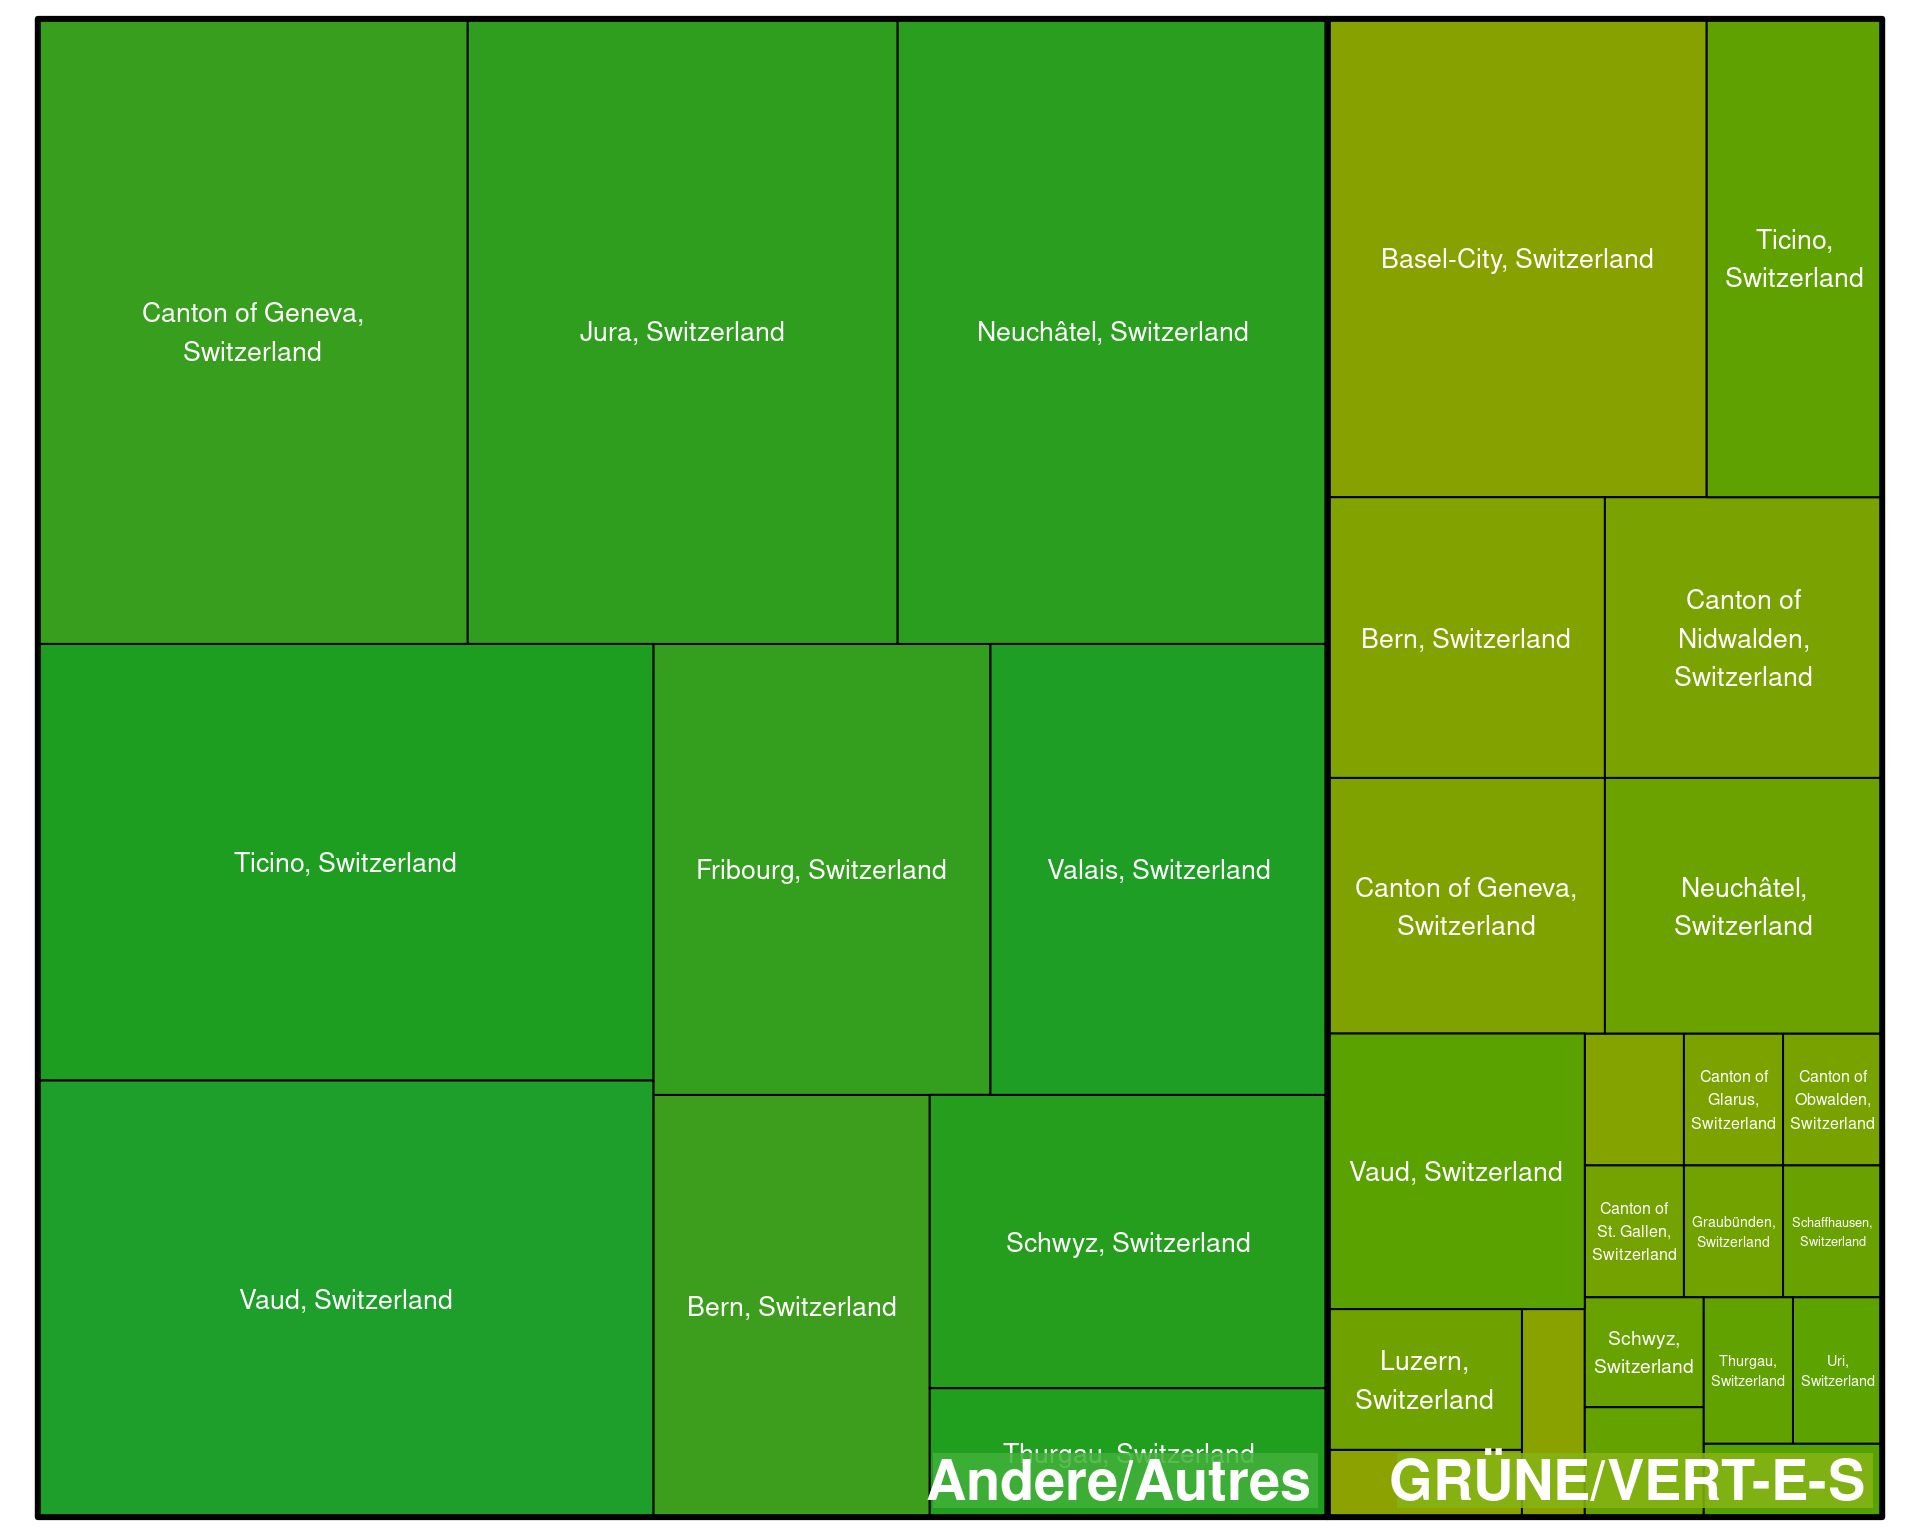 Canton of Geneva,
Switzerland
Jura, Switzerland
Neuchâtel, Switzerland
Ticino, Switzerland
Fribourg, Switzerland
Valais, Switzerland
Vaud, Switzerland
Bern, Switzerland
Schwyz, Switzerland
Thurgau, Switzerland
Andere/Autres
Basel-City, Switzerland
Ticino,
Switzerland
Bern, Switzerland
Canton of
Nidwalden,
Switzerland
Canton of Geneva,
Switzerland
Neuchâtel,
Switzerland
Vaud, Switzerland
Canton of
Glarus,
Switzerland
Canton of
Obwalden,
Switzerland
Canton of
St. Gallen,
Switzerland
Graubünden,
Switzerland
Schaffhausen,
Switzerland
Luzern,
Switzerland
Schwyz,
Switzerland
Thurgau,
Switzerland
Uri,
Switzerland
GRÜNE/VERT-E-S